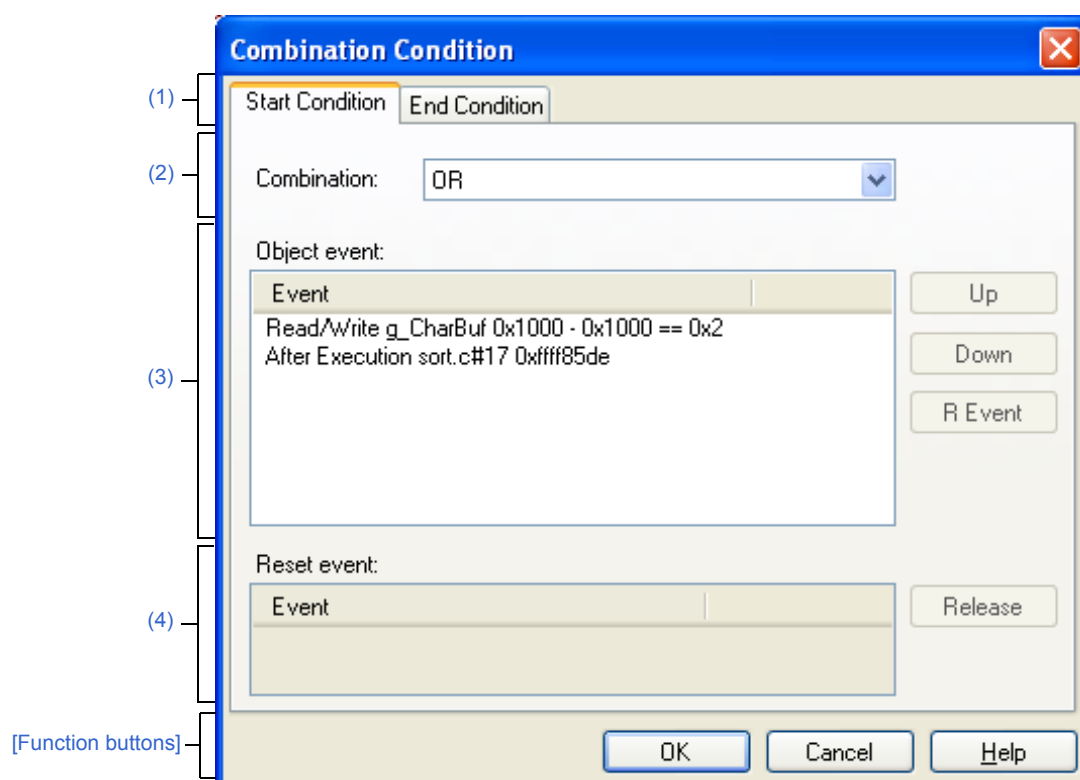 Combination Condition
(1)
Start Condition
End Condition
(2)
Combination:
OR
Object event:
Event
Up
Read/Write g_CharBuf 0x1000 - 0x1000 == 0x2
After Execution sort.c#17 0xffff85de
Down
(3)
R Event
Reset event:
Event
Release
(4)
[Function buttons]
OK
Cancel
Help